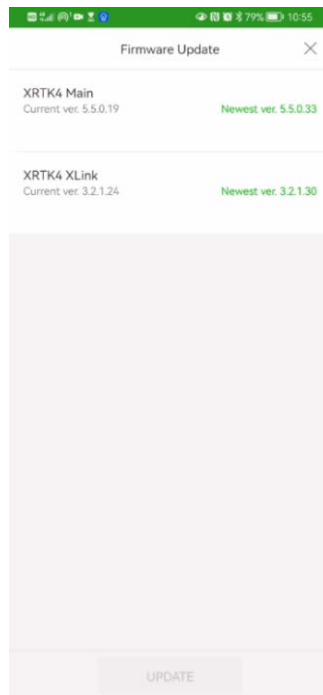 79% 10:55
Firmware Update
XRTK4 Main
Current ver. 5.5.0.19
Newest ver. 5.5.0.33
XRTK4 XLink
Current ver. 3.2.1.24
Newest ver. 3.2.1.30
UPDATE